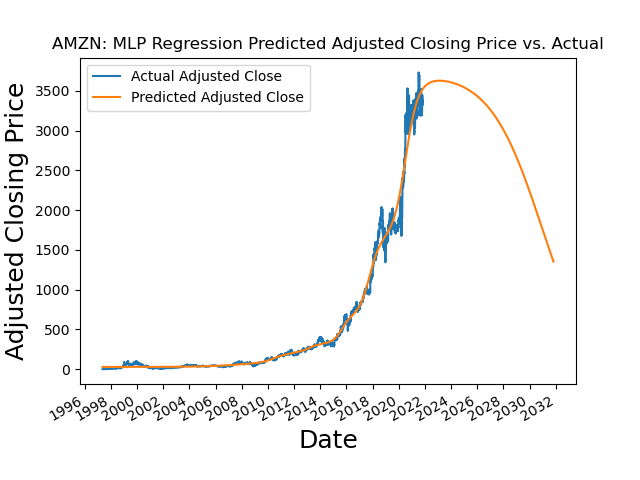 AMZN: MLP Regression Predicted Adjusted Closing Price vs. Actual
Actual Adjusted Close
Predicted Adjusted Close
Adjusted Closing Price
3500
3000
2500
2000
1500
1000
500
0
1996 1998 2000 2002 2004 2006 2008 2010 2012 2014 2016 2018 2020 2022 2024 2026 2028 2030 2032
Date